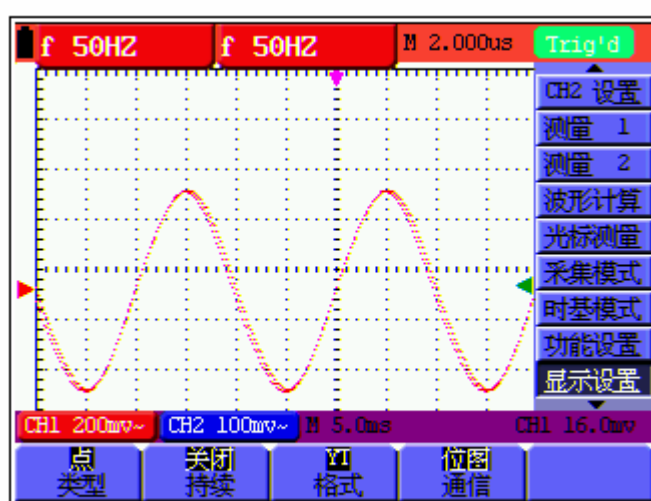 f 50HZ f 50HZ M 2.000us Trig'd
CH2 设置
测量 1
测量 2
波形计算
光标测量
采集模式
时基模式
功能设置
显示设置
CH1 200mv~ CH2 100mv~ M 5.0ms CH1 16.0mv
点 关闭 YT 位图
类型 持续 格式 通信